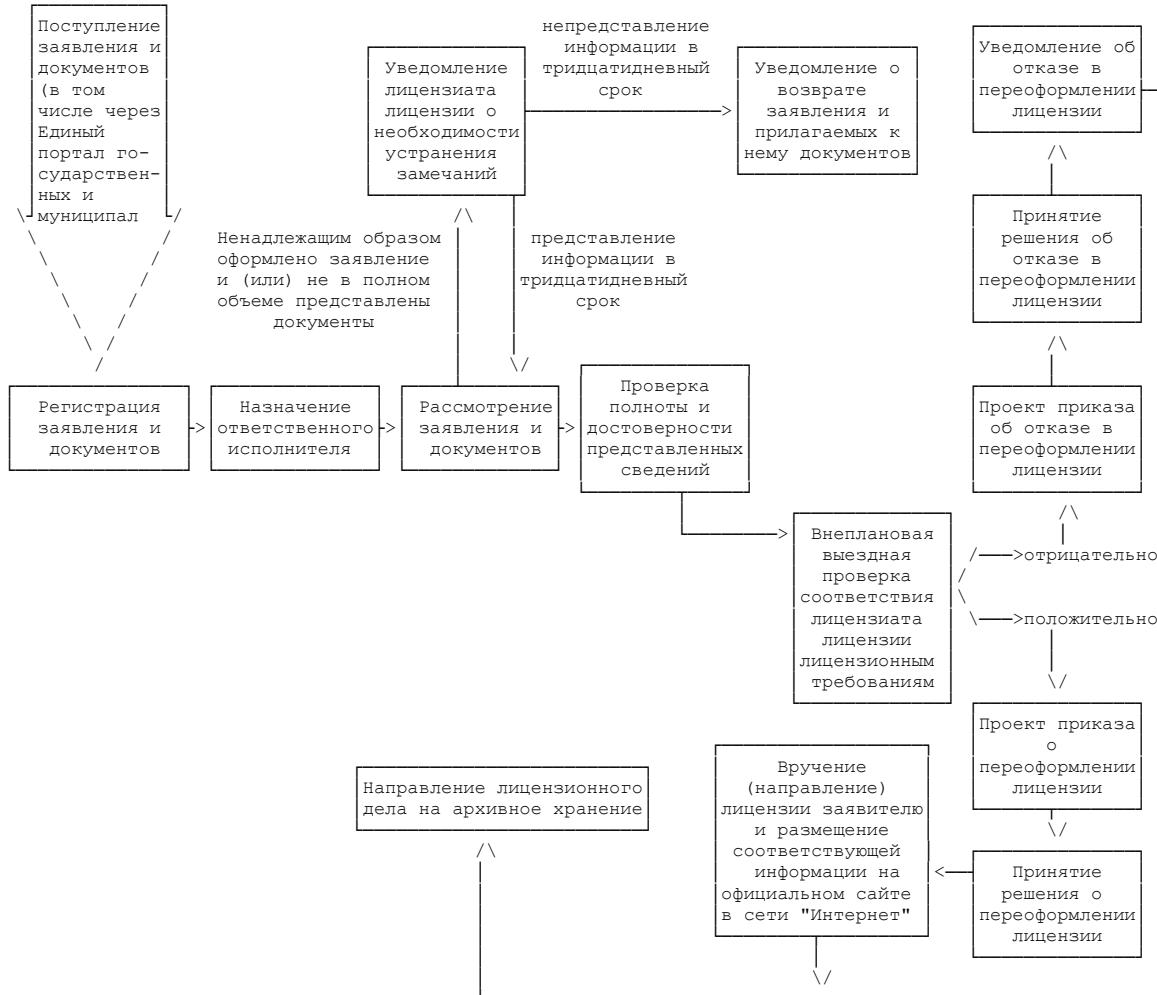 Поступление
заявления и
документов
(в том
числе через
Единый
портал го-
сударствен-
ных и
муниципал
непредставление
информации в
тридцатидневный
срок
Уведомление
лицензиата
лицензии о
необходимости
устранения
замечаний
Уведомление о
возврате
заявления и
прилагаемых к
нему документов
Уведомление об
отказе в
переоформлении
лицензии
Ненадлежащим образом
оформлено заявление
и (или) не в полном
объеме представлены
документы
представление
информации в
тридцатидневный
срок
Принятие
решения об
отказе в
переоформлении
лицензии
Регистрация
заявления и
документов
Назначение
ответственного
исполнителя
Рассмотрение
заявления и
документов
Проверка
полноты и
достоверности
представленных
сведений
Проект приказа
об отказе в
переоформлении
лицензии
Внеплановая
выездная
проверка
соответствия
лицензиата
лицензии
лицензионным
требованиям
отрицательно
положительно
Проект приказа
о
переоформлении
лицензии
Направление лицензионного
дела на архивное хранение
Вручение
(направление)
лицензии заявителю
и размещение
соответствующей
информации на
официальном сайте
в сети "Интернет"
Принятие
решения о
переоформлении
лицензии